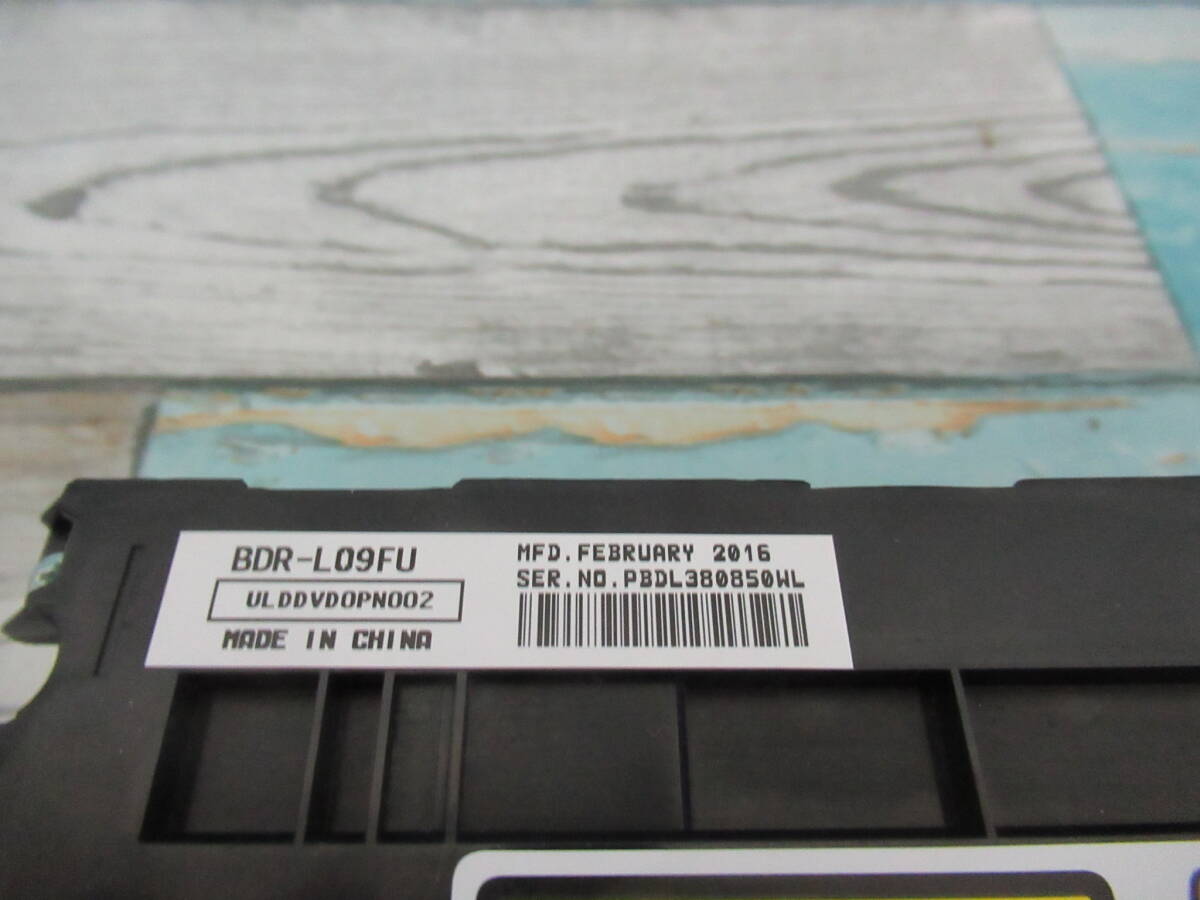 BDR-L09FU
ULDDVDOPN002
MADE IN CHINA
MFD.FEBRUARY 2016
SER.NO.PBDL380850WL